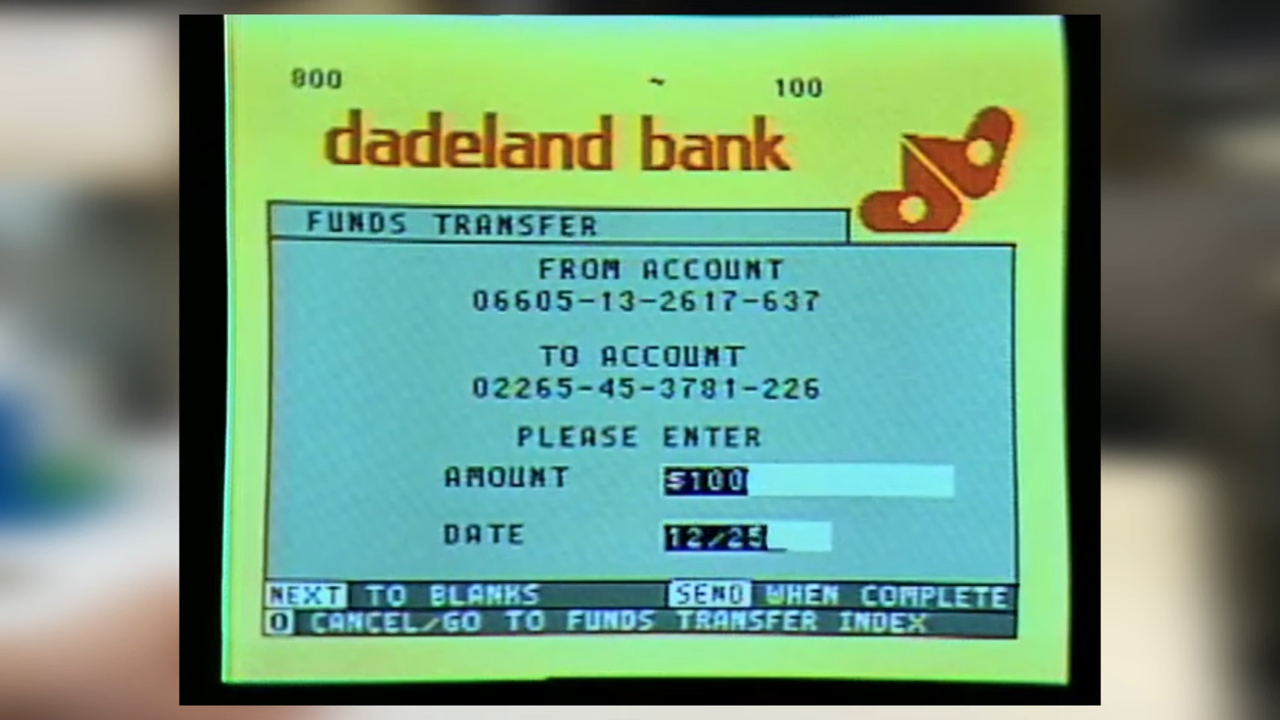 800 ~ 100
dadeland bank
FUNDS TRANSFER
FROM ACCOUNT
06605-13-2617-637
TO ACCOUNT
02265-45-3781-226
PLEASE ENTER
AMOUNT $100
DATE 12/25_
NEXT TO BLANKS SEND WHEN COMPLETE
0 CANCEL/GO TO FUNDS TRANSFER INDEX